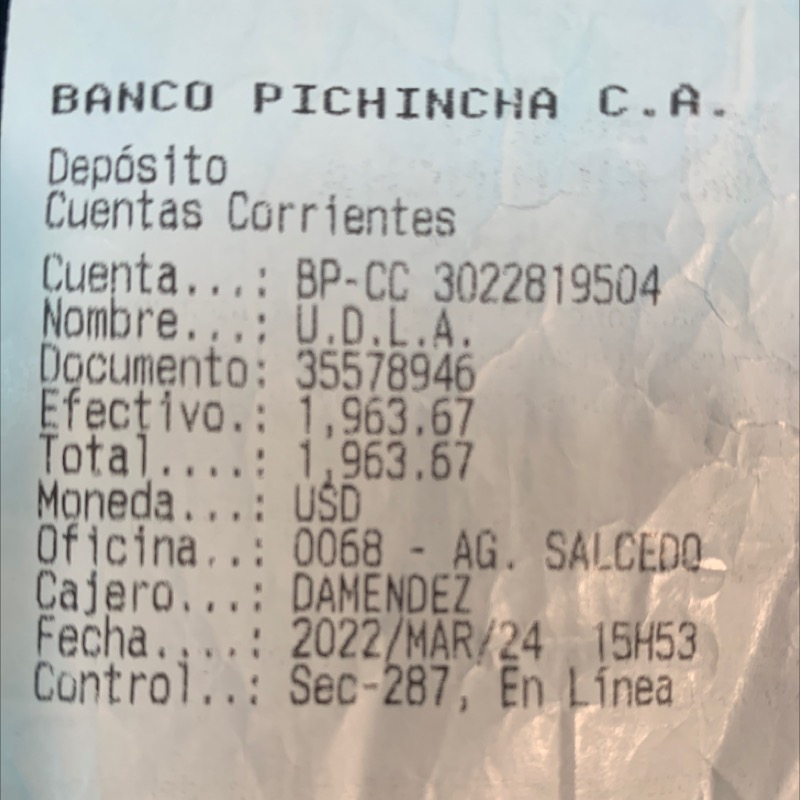 BANCO PICHINCHA C.A.
Depósito
Cuentas Corrientes
Cuenta...: BP-CC 3022819504
Nombre...: U.D.L.A.
Documento: 35578946
Efectivo.: 1,963.67
Total....: 1,963.67
Moneda...: USD
Oficina..: 0068 - AG. SALCEDO
Cajero...: DAMENDEZ
Fecha....: 2022/MAR/24 15H53
Control..: Sec-287, En Línea